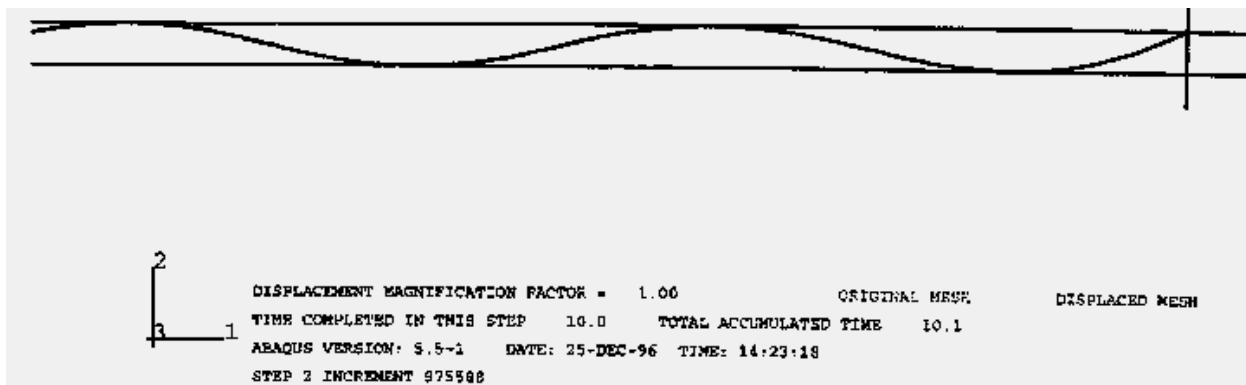 2
DISPLACEMENT MAGNIFICATION FACTOR = 1.00 ORIGINAL MESH DISPLACED MESH
TIME COMPLETED IN THIS STEP 10.0 TOTAL ACCUMULATED TIME 10.1
3 1
ABAQUS VERSION: 5.5-1 DATE: 25-DEC-96 TIME: 14:23:18
STEP 2 INCREMENT